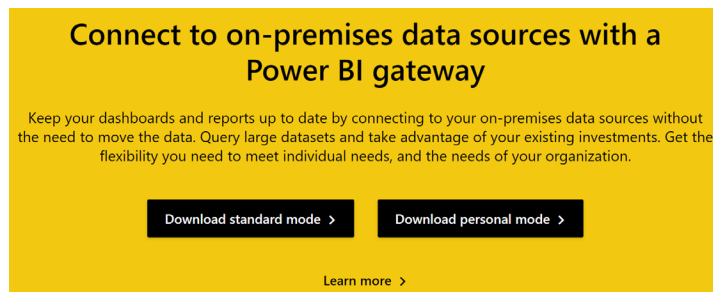 Connect to on-premises data sources with a
Power BI gateway
Keep your dashboards and reports up to date by connecting to your on-premises data sources without
the need to move the data. Query large datasets and take advantage of your existing investments. Get the
flexibility you need to meet individual needs, and the needs of your organization.
Download standard mode >
Download personal mode >
Learn more >